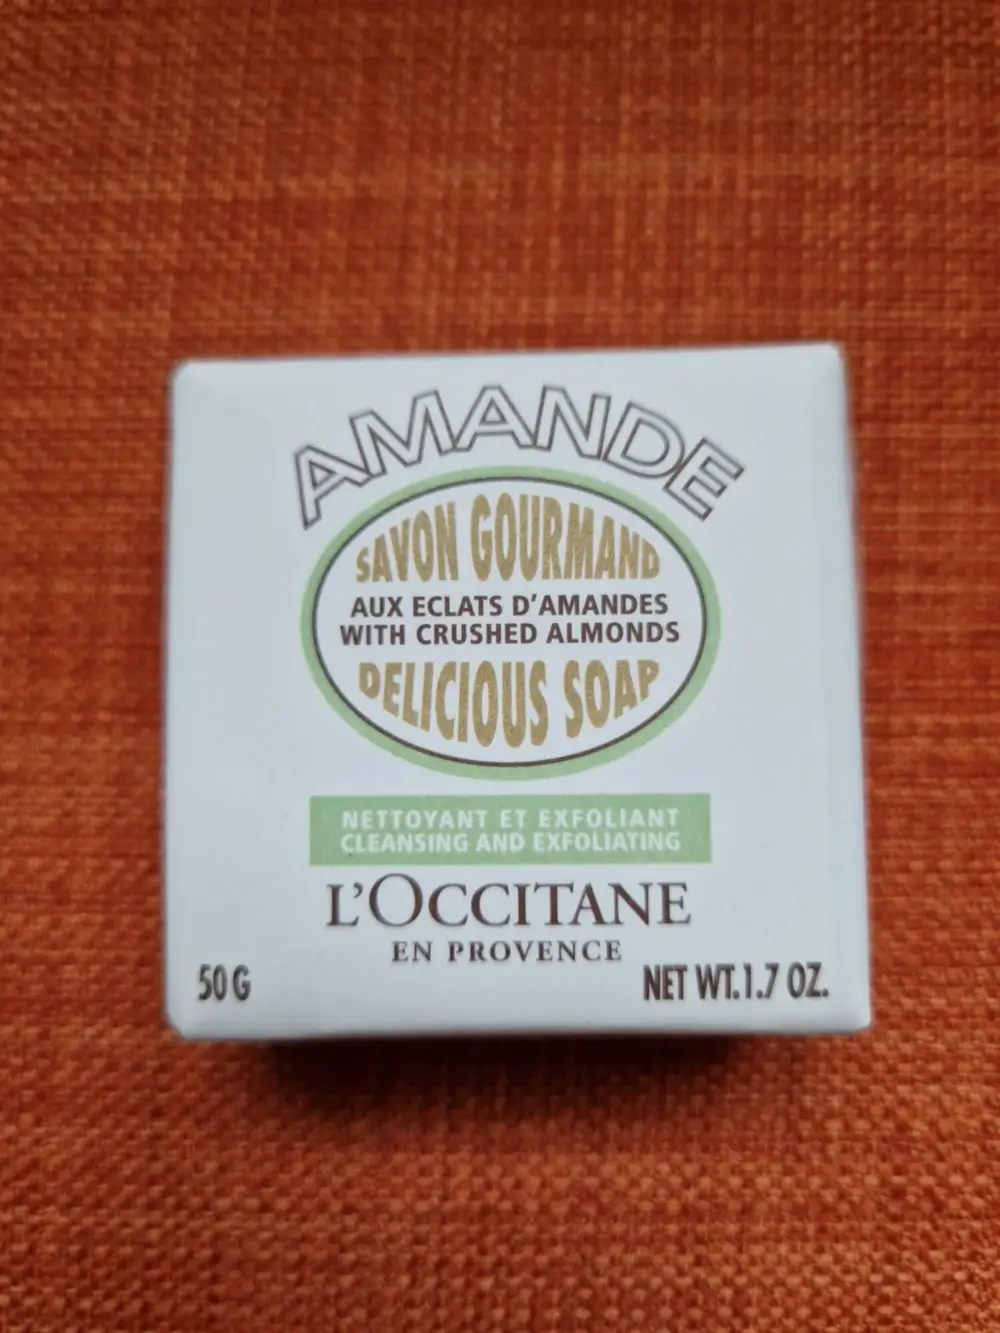 AMANDE
SAVON GOURMAND
AUX ECLATS D'AMANDES
WITH CRUSHED ALMONDS
DELICIOUS SOAP
NETTOYANT ET EXFOLIANT
CLEANSING AND EXFOLIATING
L'OCCITANE
EN PROVENCE
50 G
NET WT.1.7 OZ.